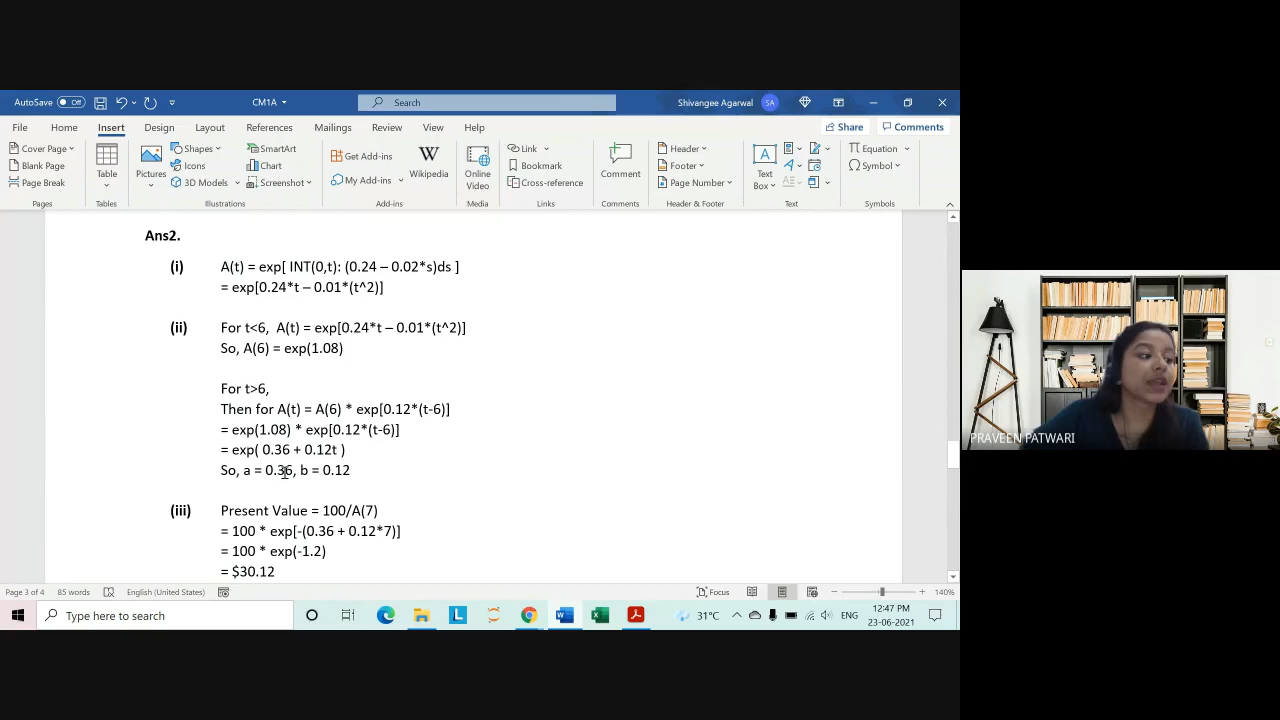 AutoSave Off CM1A Search Shivangee Agarwal SA
File Home Insert Design Layout References Mailings Review View Help Share Comments
Cover Page
Blank Page
Page Break
Pages
Table
Tables
Pictures
Shapes
Icons
3D Models
SmartArt
Chart
Screenshot
Illustrations
Get Add-ins
My Add-ins
Wikipedia
Add-ins
Online
Video
Media
Link
Bookmark
Cross-reference
Links
Comment
Comments
Header
Footer
Page Number
Header & Footer
Text
Box
Text
Equation
Symbol
Symbols
Ans2.
(i) A(t) = exp[ INT(0,t): (0.24 – 0.02*s)ds ]
= exp[0.24*t – 0.01*(t^2)]
(ii) For t<6, A(t) = exp[0.24*t – 0.01*(t^2)]
So, A(6) = exp(1.08)
For t>6,
Then for A(t) = A(6) * exp[0.12*(t-6)]
= exp(1.08) * exp[0.12*(t-6)]
= exp( 0.36 + 0.12t )
So, a = 0.36, b = 0.12
(iii) Present Value = 100/A(7)
= 100 * exp[-(0.36 + 0.12*7)]
= 100 * exp(-1.2)
= $30.12
Page 3 of 4 85 words English (United States) Focus 140%
Type here to search 31°C ENG 12:47 PM
23-06-2021
PRAVEEN PATWARI